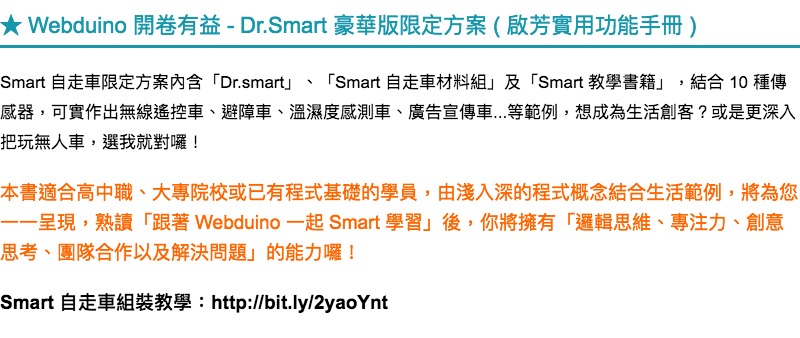 ★ Webduino 開卷有益 - Dr.Smart 豪華版限定方案 ( 啟芳實用功能手冊 )
Smart 自走車限定方案內含「Dr.smart」、「Smart 自走車材料組」及「Smart 教學書籍」，結合 10 種傳
感器，可實作出無線遙控車、避障車、溫濕度感測車、廣告宣傳車...等範例，想成為生活創客？或是更深入
把玩無人車，選我就對囉！
本書適合高中職、大專院校或已有程式基礎的學員，由淺入深的程式概念結合生活範例，將為您
一一呈現，熟讀「跟著 Webduino 一起 Smart 學習」後，你將擁有「邏輯思維、專注力、創意
思考、團隊合作以及解決問題」的能力囉！
Smart 自走車組裝教學：http://bit.ly/2yaoYnt